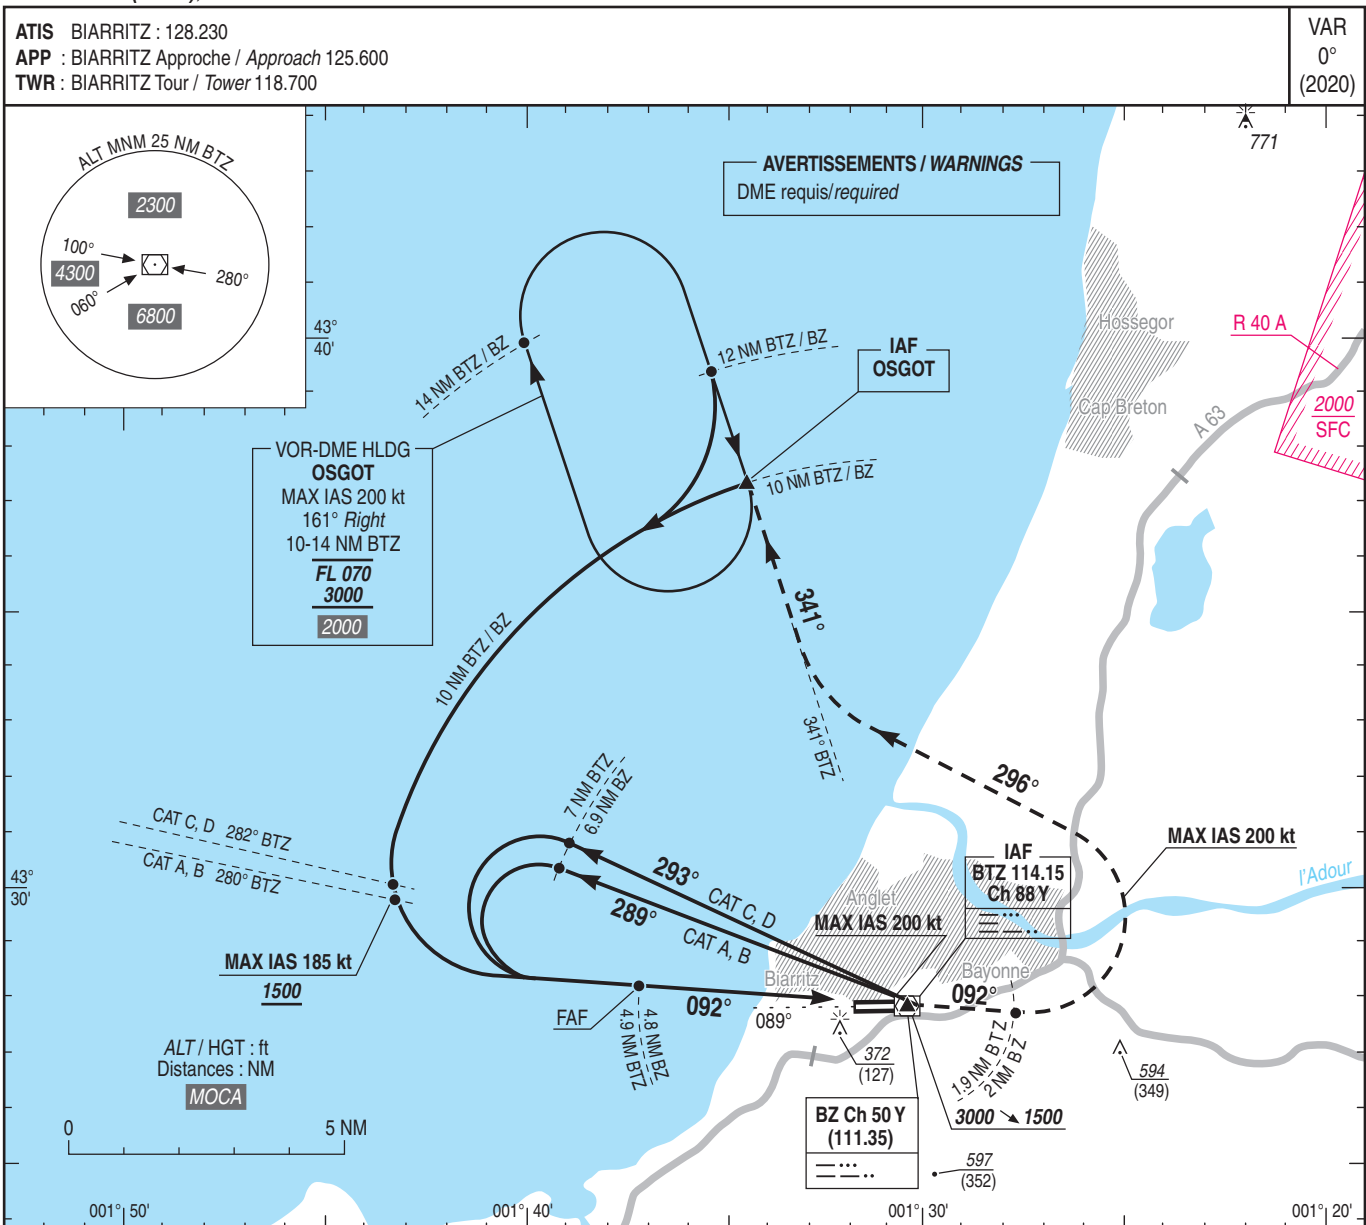 ATIS BIARRITZ : 128.230
APP : BIARRITZ Approche / Approach 125.600
TWR : BIARRITZ Tour / Tower 118.700
VAR
0°
(2020)
ALT MNM 25 NM BTZ
2300
100°
4300
060°
280°
6800
AVERTISSEMENTS / WARNINGS
DME requis/required
771
43°
40'
Hossegor
R 40 A
2000
SFC
Cap Breton
A 63
14 NM BTZ / BZ
12 NM BTZ / BZ
IAF
OSGOT
10 NM BTZ / BZ
VOR-DME HLDG
OSGOT
MAX IAS 200 kt
161° Right
10-14 NM BTZ
FL 070
3000
2000
341°
10 NM BTZ / BZ
341° BTZ
296°
7 NM BTZ
6.9 NM BZ
CAT C, D 282° BTZ
CAT A, B 280° BTZ
293° CAT C, D
289° CAT A, B
MAX IAS 200 kt
IAF
BTZ 114.15
Ch 88 Y
l'Adour
43°
30'
Anglet
MAX IAS 200 kt
MAX IAS 185 kt
1500
Biarritz
Bayonne
092°
092°
089°
FAF
4.8 NM BZ
4.9 NM BTZ
1.9 NM BTZ
2 NM BZ
372
(127)
594
(349)
3000 1500
ALT / HGT : ft
Distances : NM
MOCA
0 5 NM
BZ Ch 50 Y
(111.35)
597
(352)
001° 50' 001° 40' 001° 30' 001° 20'